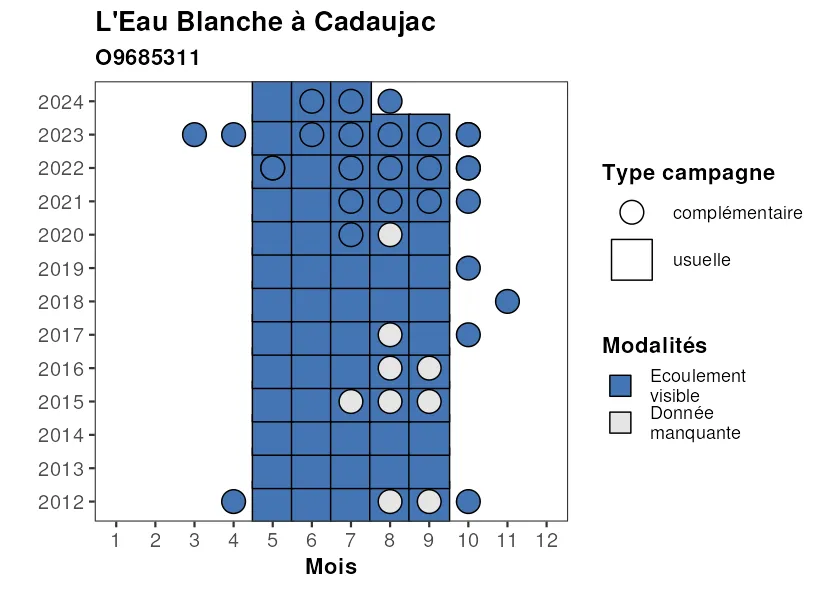 L'Eau Blanche à Cadaujac
O9685311
2024
2023
2022
2021
2020
2019
2018
2017
2016
2015
2014
2013
2012
1 2 3 4 5 6 7 8 9 10 11 12
Mois
Type campagne
complémentaire
usuelle
Modalités
Ecoulement
visible
Donnée
manquante